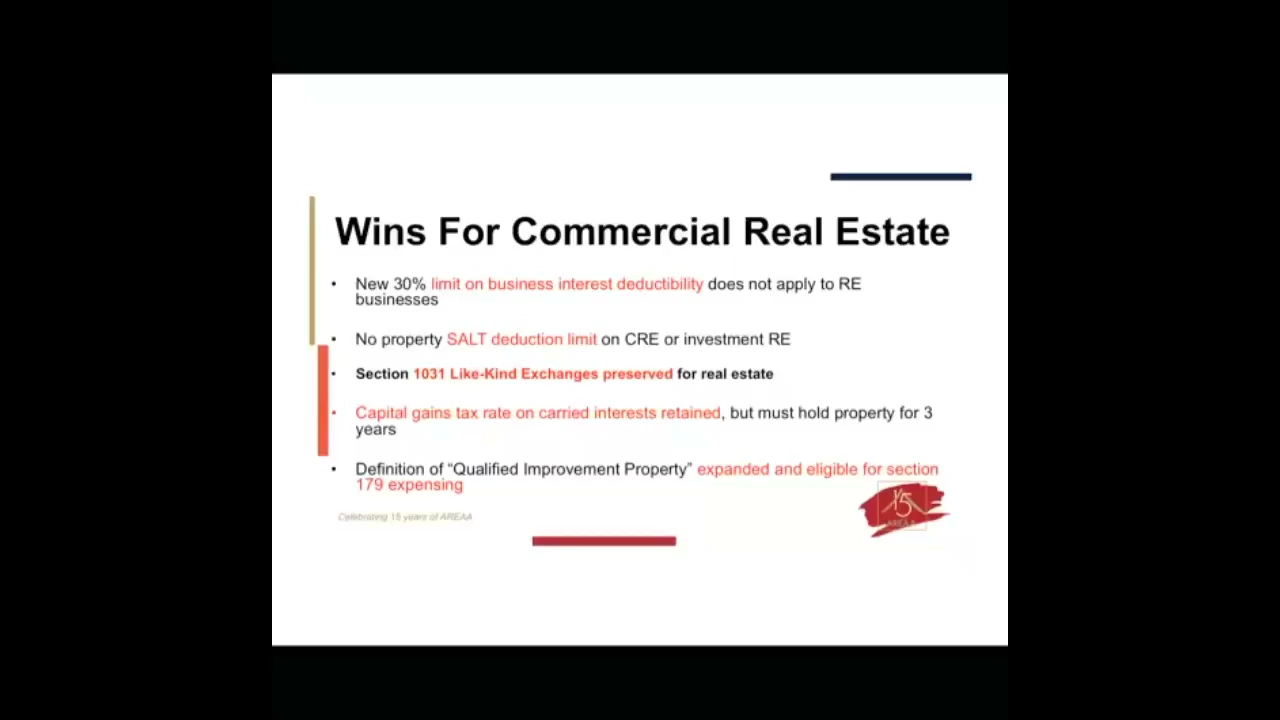 Wins For Commercial Real Estate
• New 30% limit on business interest deductibility does not apply to RE
businesses
• No property SALT deduction limit on CRE or investment RE
• Section 1031 Like-Kind Exchanges preserved for real estate
• Capital gains tax rate on carried interests retained, but must hold property for 3
years
• Definition of “Qualified Improvement Property” expanded and eligible for section
179 expensing
Celebrating 15 years of AREAA
15
AREAA